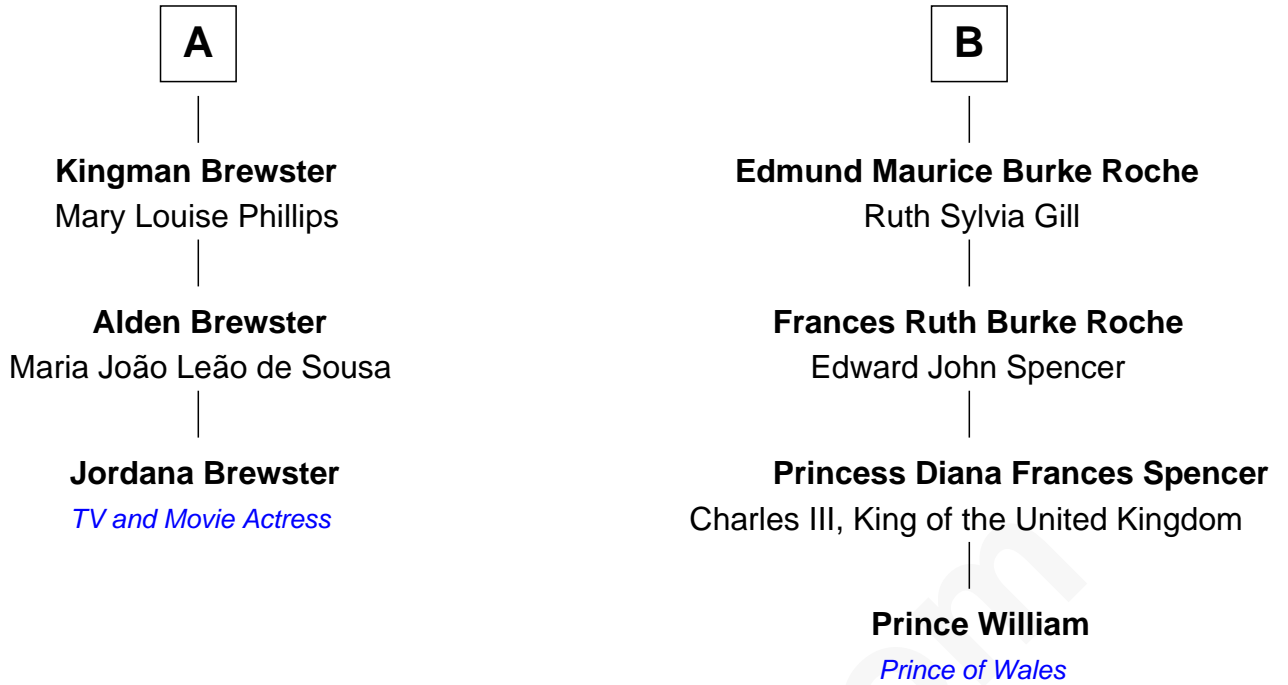 A
Kingman Brewster
Mary Louise Phillips
Alden Brewster
Maria João Leão de Sousa
Jordana Brewster
TV and Movie Actress
B
Edmund Maurice Burke Roche
Ruth Sylvia Gill
Frances Ruth Burke Roche
Edward John Spencer
Princess Diana Frances Spencer
Charles III, King of the United Kingdom
Prince William
Prince of Wales